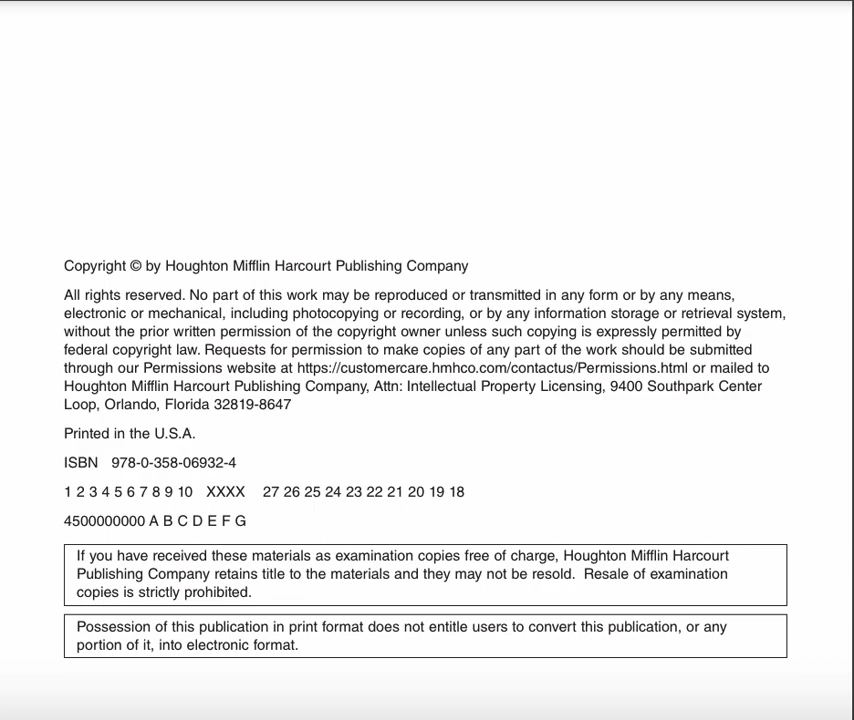 Copyright © by Houghton Mifflin Harcourt Publishing Company
All rights reserved. No part of this work may be reproduced or transmitted in any form or by any means,
electronic or mechanical, including photocopying or recording, or by any information storage or retrieval system,
without the prior written permission of the copyright owner unless such copying is expressly permitted by
federal copyright law. Requests for permission to make copies of any part of the work should be submitted
through our Permissions website at https://customercare.hmhco.com/contactus/Permissions.html or mailed to
Houghton Mifflin Harcourt Publishing Company, Attn: Intellectual Property Licensing, 9400 Southpark Center
Loop, Orlando, Florida 32819-8647
Printed in the U.S.A.
ISBN 978-0-358-06932-4
1 2 3 4 5 6 7 8 9 10 XXXX 27 26 25 24 23 22 21 20 19 18
4500000000 A B C D E F G
If you have received these materials as examination copies free of charge, Houghton Mifflin Harcourt
Publishing Company retains title to the materials and they may not be resold. Resale of examination
copies is strictly prohibited.
Possession of this publication in print format does not entitle users to convert this publication, or any
portion of it, into electronic format.